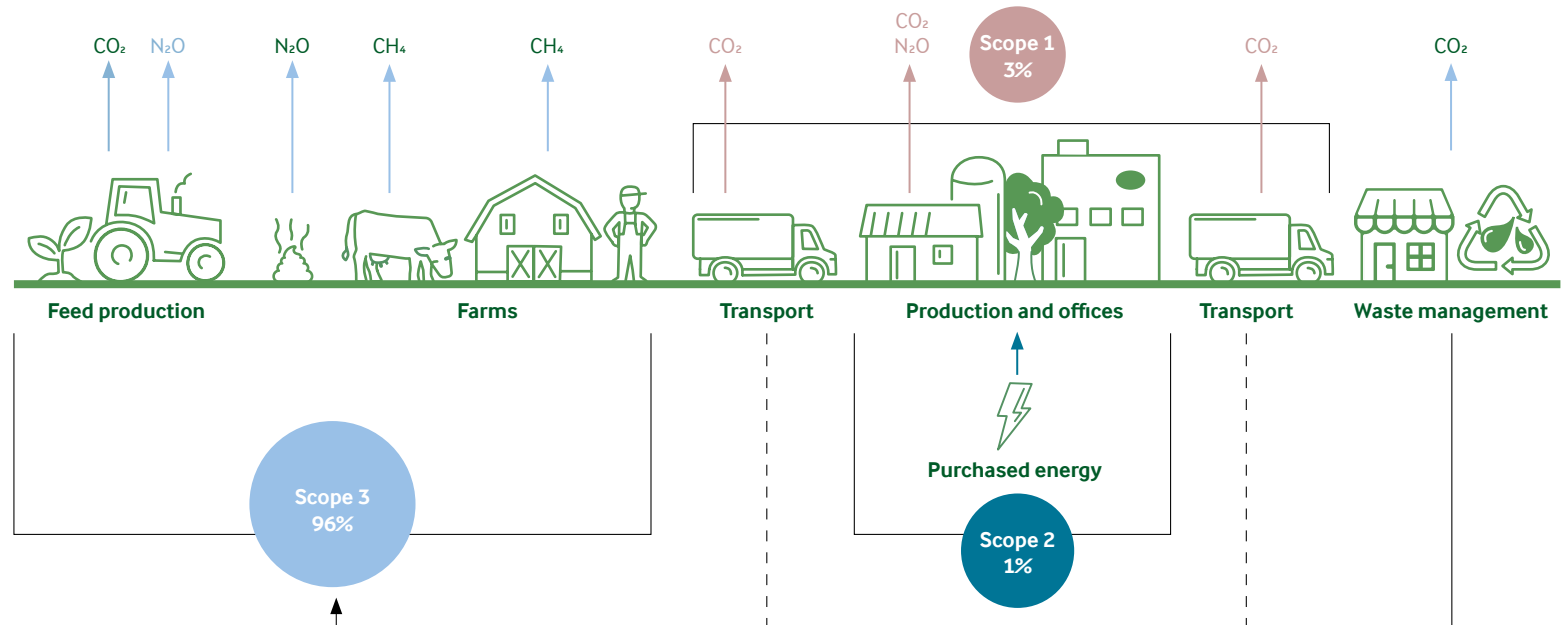 CO₂
N₂O
N₂O
CH₄
CH₄
CO₂
CO₂
N₂O
Scope 1
3%
CO₂
CO₂
Feed production
Farms
Transport
Production and offices
Transport
Waste management
Purchased energy
Scope 3
96%
Scope 2
1%